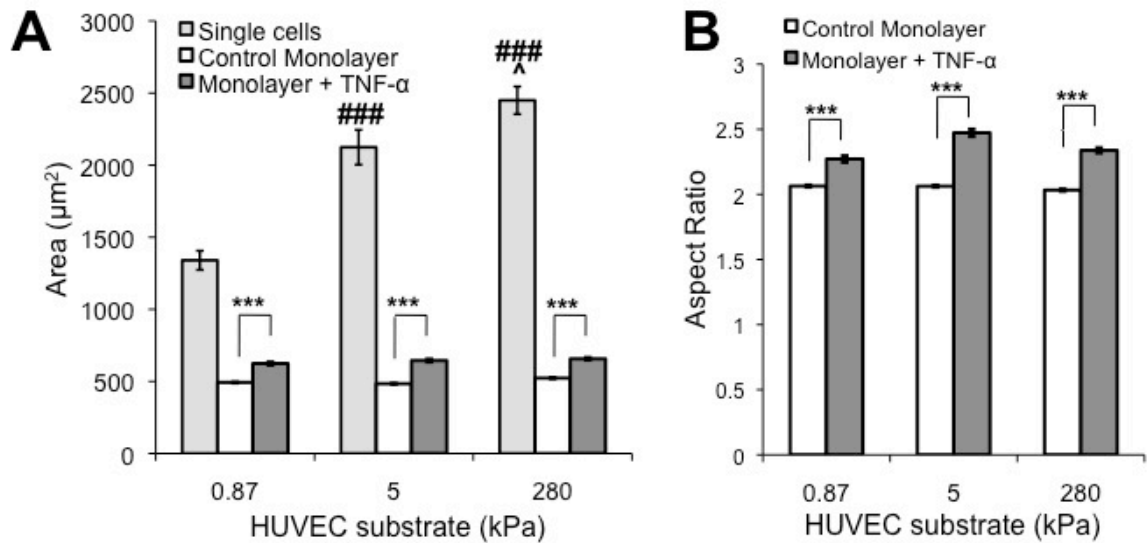 A
Single cells
Control Monolayer
Monolayer + TNF-α
Area (µm²)
3000
2500
2000
1500
1000
500
0
###
###
^
***
***
***
0.87
5
280
HUVEC substrate (kPa)
B
Control Monolayer
Monolayer + TNF-α
Aspect Ratio
3
2.5
2
1.5
1
0.5
0
***
***
***
0.87
5
280
HUVEC substrate (kPa)